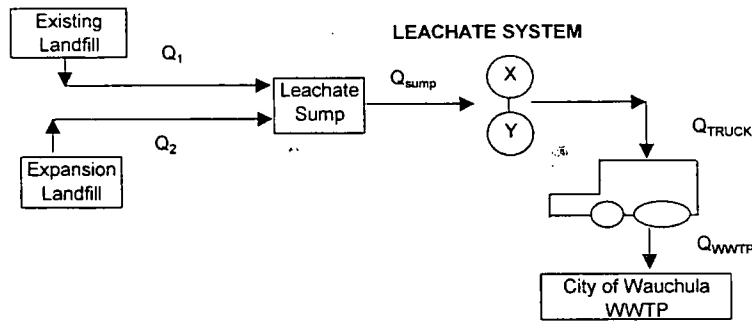 Existing
Landfill
LEACHATE SYSTEM
Q1
Qsump
X
Leachate
Sump
Y
QTRUCK
Q2
Expansion
Landfill
QWWTP
City of Wauchula
WWTP